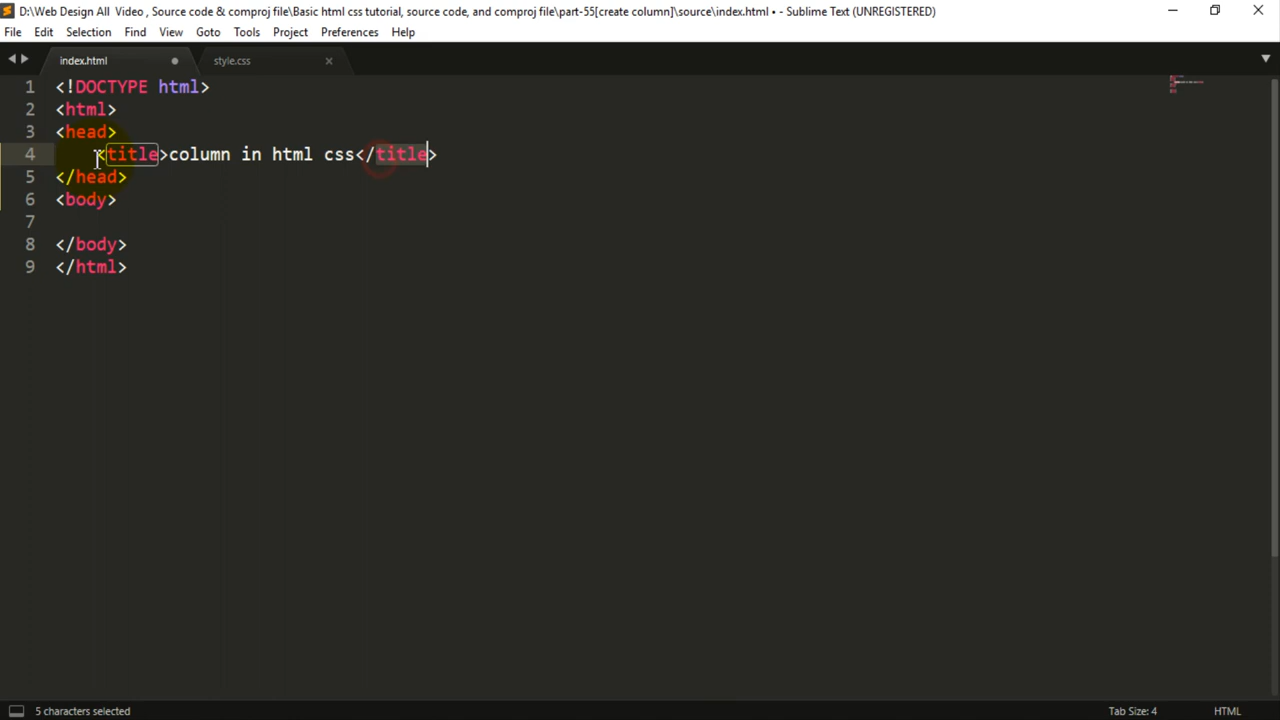 D:\Web Design All  Video , Source code & comproj file\Basic html css tutorial, source code, and comproj file\part-55[create column]\source\index.html • - Sublime Text (UNREGISTERED)
File Edit Selection Find View Goto Tools Project Preferences Help
index.html style.css
1 <!DOCTYPE html>
2 <html>
3 <head>
4 <title>column in html css</title>
5 </head>
6 <body>
7
8 </body>
9 </html>
5 characters selected Tab Size: 4 HTML